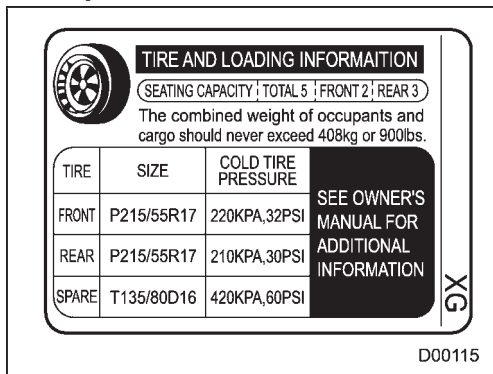 TIRE AND LOADING INFORMAITION
SEATING CAPACITY TOTAL 5 FRONT 2 REAR 3
The combined weight of occupants and
cargo should never exceed 408kg or 900lbs.
TIRE SIZE COLD TIRE PRESSURE
FRONT P215/55R17 220KPA,32PSI
REAR P215/55R17 210KPA,30PSI
SPARE T135/80D16 420KPA,60PSI
SEE OWNER'S
MANUAL FOR
ADDITIONAL
INFORMATION
XG
D00115